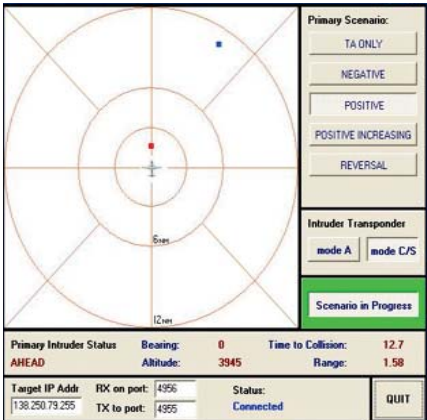 Primary Scenario:
TA ONLY
NEGATIVE
POSITIVE
POSITIVE INCREASING
REVERSAL
6NM
12NM
Intruder Transponder
mode A mode C/S
Scenario in Progress
Primary Intruder Status Bearing: 0 Time to Collision: 12.7
AHEAD Altitude: 3945 Range: 1.58
Target IP Addr RX on port: 4956 Status:
138.250.79.255 TX to port: 4955 Connected
QUIT